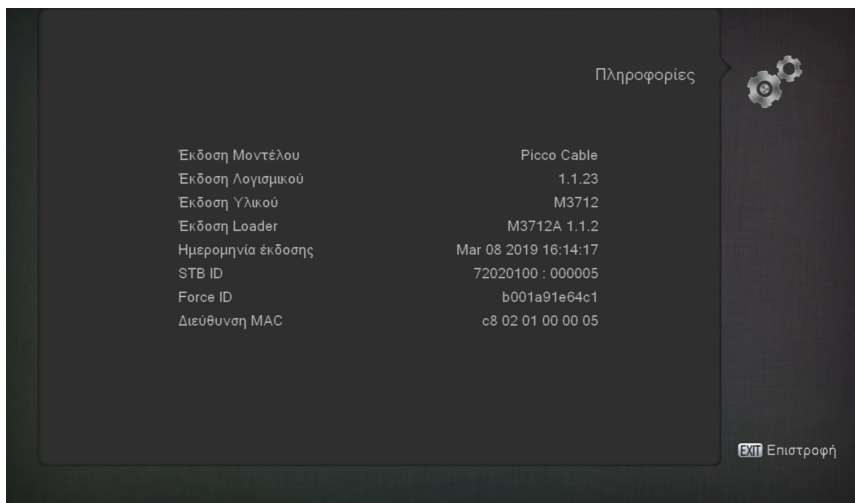 Πληροφορίες
Έκδοση Μοντέλου Picco Cable
Έκδοση Λογισμικού 1.1.23
Έκδοση Υλικού M3712
Έκδοση Loader M3712A 1.1.2
Ημερομηνία έκδοσης Mar 08 2019 16:14:17
STB ID 72020100 : 000005
Force ID b001a91e64c1
Διεύθυνση MAC c8 02 01 00 00 05
EXIT Επιστροφή